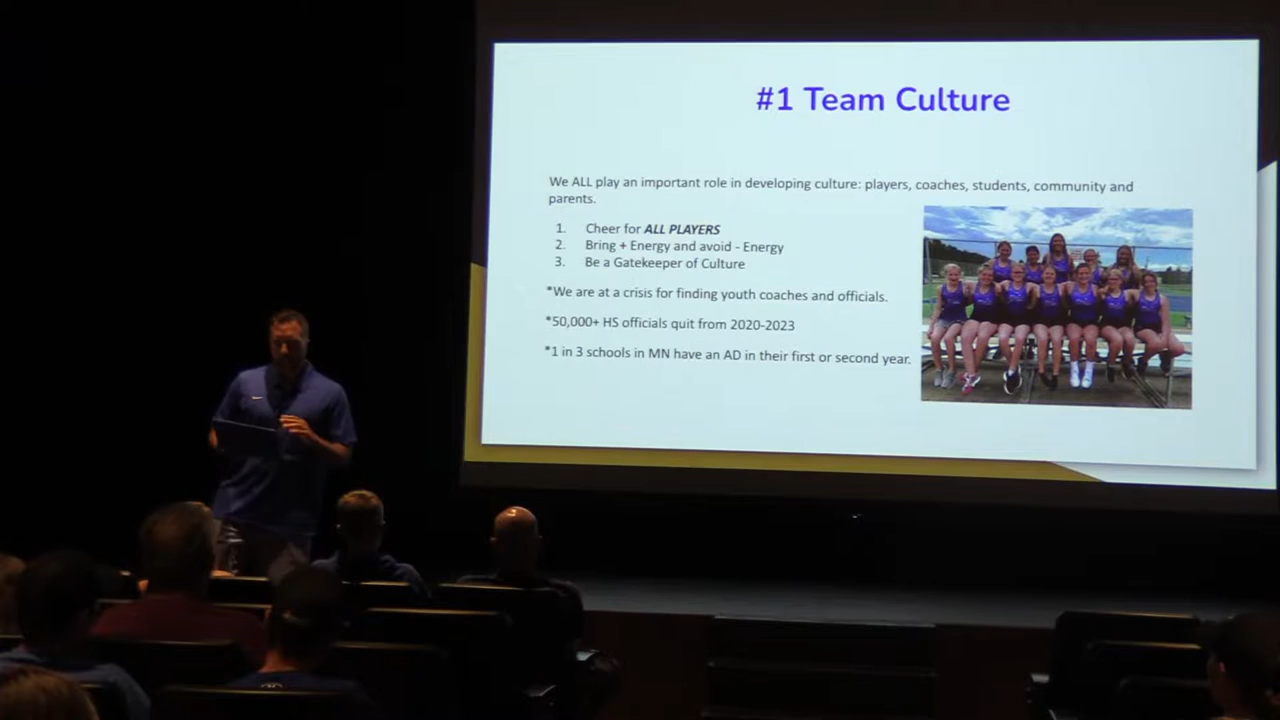 #1 Team Culture
We ALL play an important role in developing culture: players, coaches, students, community and
parents.
1. Cheer for ALL PLAYERS
2. Bring + Energy and avoid - Energy
3. Be a Gatekeeper of Culture
*We are at a crisis for finding youth coaches and officials.
*50,000+ HS officials quit from 2020-2023
*1 in 3 schools in MN have an AD in their first or second year.